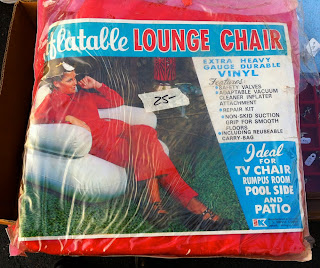 nflatable LOUNGE CHAIR
EXTRA HEAVY
GAUGE DURABLE
VINYL
Features:
*SAFETY VALVES
*ADAPTABLE VACUUM
CLEANER INFLATER
ATTACHMENT
*REPAIR KIT
*NON-SKID SUCTION
GRIP FOR SMOOTH
FLOORS
*INCLUDING REUSEABLE
CARRY-BAG
25-
Ideal
FOR
TV CHAIR
RUMPUS ROOM
POOL SIDE
AND
PATIO